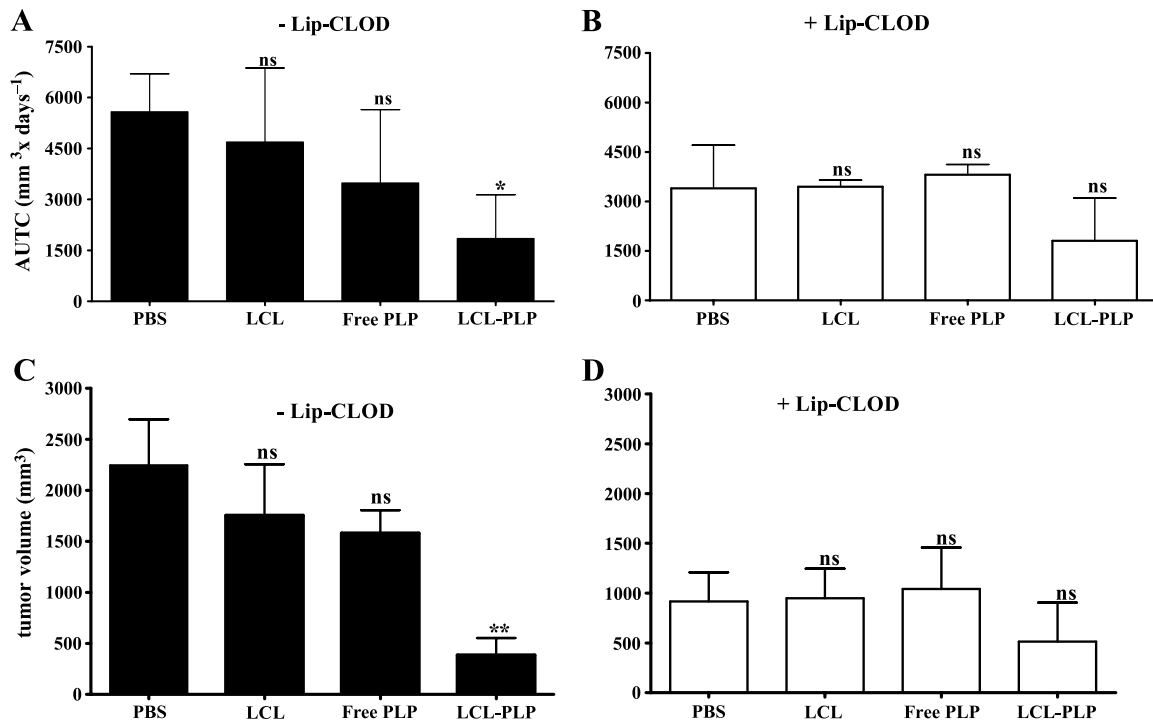 A
- Lip-CLOD
AUTC (mm ³x days⁻¹)
7500
6000
4500
3000
1500
0
ns
ns
*
PBS
LCL
Free PLP
LCL-PLP
B
+ Lip-CLOD
7500
6000
4500
3000
1500
0
ns
ns
ns
PBS
LCL
Free PLP
LCL-PLP
C
- Lip-CLOD
tumor volume (mm³)
3000
2500
2000
1500
1000
500
0
ns
ns
**
PBS
LCL
Free PLP
LCL-PLP
D
+ Lip-CLOD
3000
2500
2000
1500
1000
500
0
ns
ns
ns
PBS
LCL
Free PLP
LCL-PLP